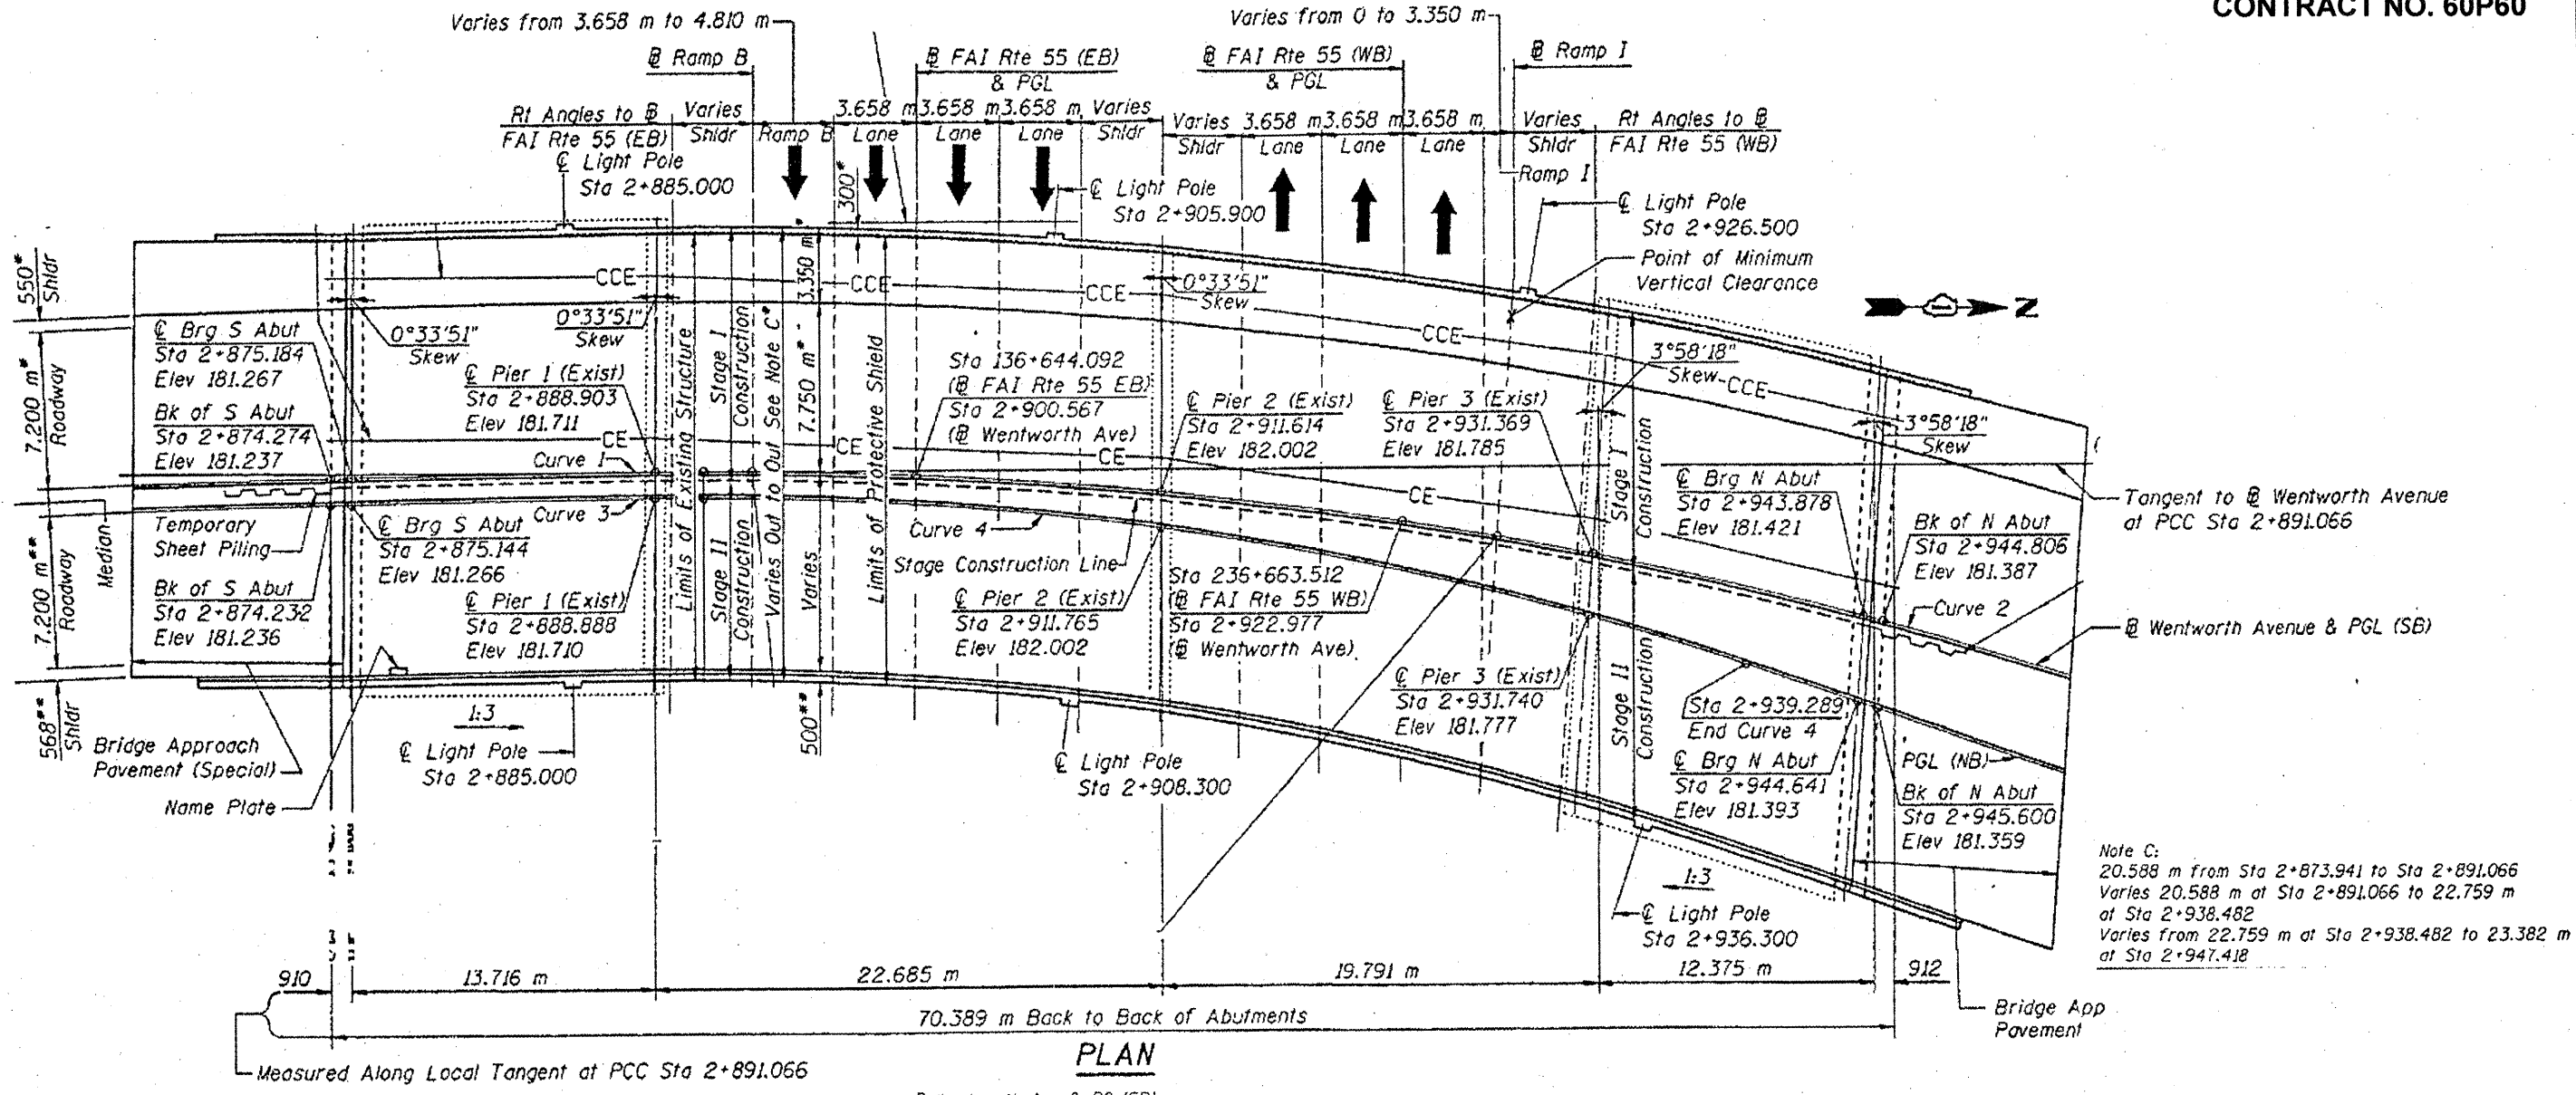 CONTRACT NO. 60P60
Varies from 3.658 m to 4.810 m
Varies from 0 to 3.350 m
℄ Ramp B
℄ FAI Rte 55 (EB)
& PGL
℄ FAI Rte 55 (WB)
& PGL
℄ Ramp I
Rt Angles to ℄
FAI Rte 55 (EB)
Varies
Shldr
Ramp B
3.658 m
Lane
3.658 m
Lane
3.658 m
Lane
Varies
Shldr
Varies
Shldr
3.658 m
Lane
3.658 m
Lane
3.658 m
Lane
Ramp I
Varies
Shldr
Rt Angles to ℄
FAI Rte 55 (WB)
℄ Light Pole
Sta 2+885.000
300*
℄ Light Pole
Sta 2+905.900
℄ Light Pole
Sta 2+926.500
Point of Minimum
Vertical Clearance
N
550*
Shldr
7.200 m*
Roadway
Median
7.200 m**
Roadway
568**
Shldr
CCE
CCE
CCE
CCE
CCE
0°33'51"
Skew
0°33'51"
Skew
0°33'51"
Skew
3°58'18"
Skew
3°58'18"
Skew
℄ Brg S Abut
Sta 2+875.184
Elev 181.267
Bk of S Abut
Sta 2+874.274
Elev 181.237
℄ Pier 1 (Exist)
Sta 2+888.903
Elev 181.711
CE
CE
CE
CE
Curve 1
Curve 3
Limits of Existing Structure
Stage I
Construction
Stage II
Construction
Varies Out to Out See Note C*
3.350 m*
7.750 m*
Varies
500**
Limits of Protective Shield
Sta 136+644.092
(℄ FAI Rte 55 EB)
Sta 2+900.567
(℄ Wentworth Ave)
℄ Pier 2 (Exist)
Sta 2+911.614
Elev 182.002
℄ Pier 3 (Exist)
Sta 2+931.369
Elev 181.785
Stage I
Construction
Stage II
Construction
℄ Brg N Abut
Sta 2+943.878
Elev 181.421
Bk of N Abut
Sta 2+944.806
Elev 181.387
Tangent to ℄ Wentworth Avenue
at PCC Sta 2+891.066
Curve 2
℄ Wentworth Avenue & PGL (SB)
Temporary
Sheet Piling
℄ Brg S Abut
Sta 2+875.144
Elev 181.266
Bk of S Abut
Sta 2+874.232
Elev 181.236
℄ Pier 1 (Exist)
Sta 2+888.888
Elev 181.710
Curve 4
Stage Construction Line
℄ Pier 2 (Exist)
Sta 2+911.765
Elev 182.002
Sta 236+663.512
(℄ FAI Rte 55 WB)
Sta 2+922.977
(℄ Wentworth Ave)
℄ Pier 3 (Exist)
Sta 2+931.740
Elev 181.777
Sta 2+939.289
End Curve 4
℄ Brg N Abut
Sta 2+944.641
Elev 181.393
PGL (NB)
Bk of N Abut
Sta 2+945.600
Elev 181.359
1:3
Bridge Approach
Pavement (Special)
Name Plate
℄ Light Pole
Sta 2+885.000
℄ Light Pole
Sta 2+908.300
1:3
℄ Light Pole
Sta 2+936.300
Note C:
20.588 m from Sta 2+873.941 to Sta 2+891.066
Varies 20.588 m at Sta 2+891.066 to 22.759 m
at Sta 2+938.482
Varies from 22.759 m at Sta 2+938.482 to 23.382 m
at Sta 2+947.418
910
13.716 m
22.685 m
19.791 m
12.375 m
912
70.389 m Back to Back of Abutments
Bridge App
Pavement
Measured Along Local Tangent at PCC Sta 2+891.066
PLAN